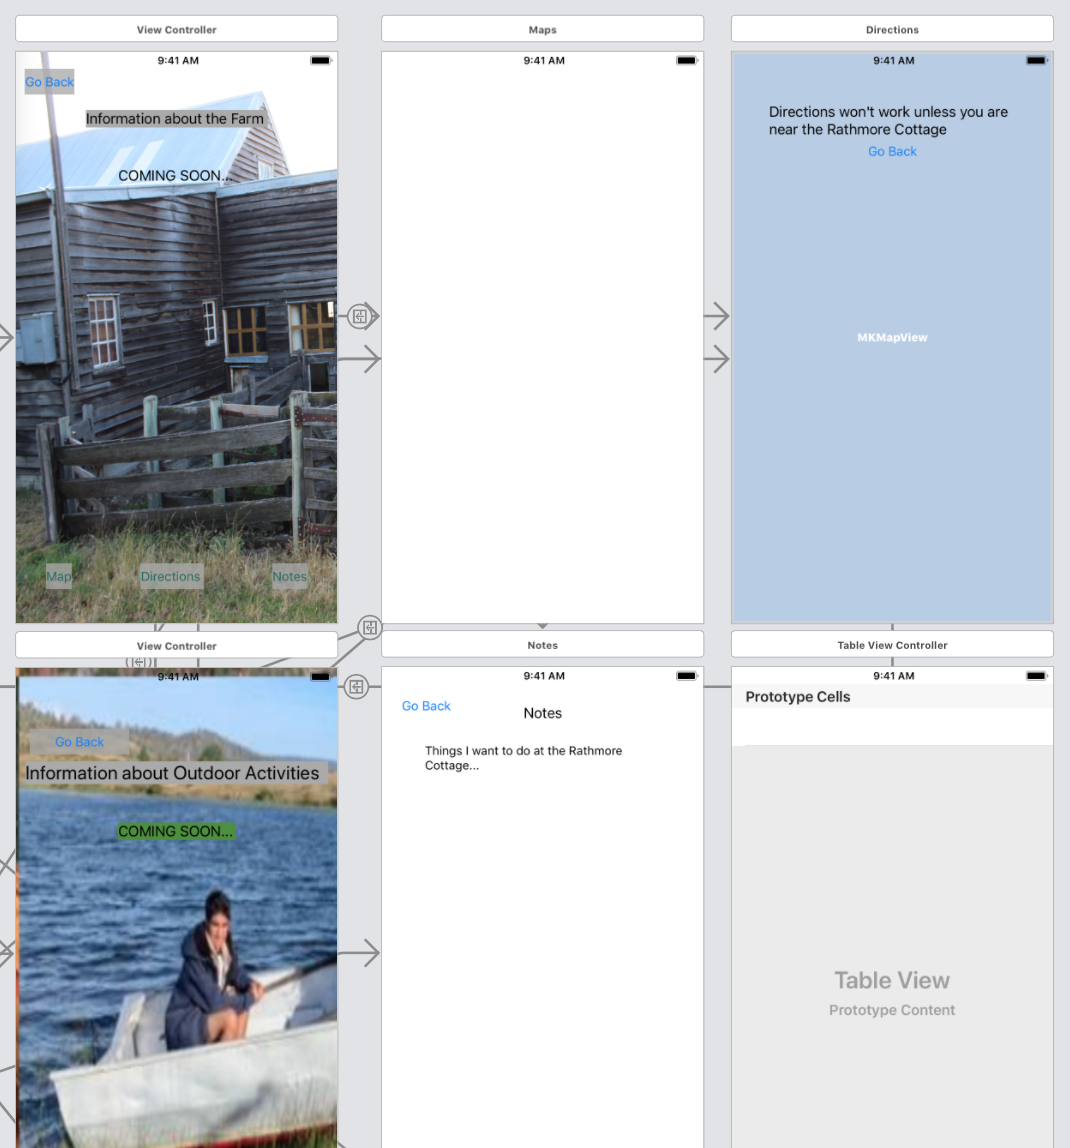 View Controller
9:41 AM
Go Back
Information about the Farm
COMING SOON...
Map
Directions
Notes
Maps
9:41 AM
Directions
9:41 AM
Directions won't work unless you are
near the Rathmore Cottage
Go Back
MKMapView
View Controller
9:41 AM
Go Back
Information about Outdoor Activities
COMING SOON...
Notes
9:41 AM
Go Back
Notes
Things I want to do at the Rathmore
Cottage...
Table View Controller
9:41 AM
Prototype Cells
Table View
Prototype Content